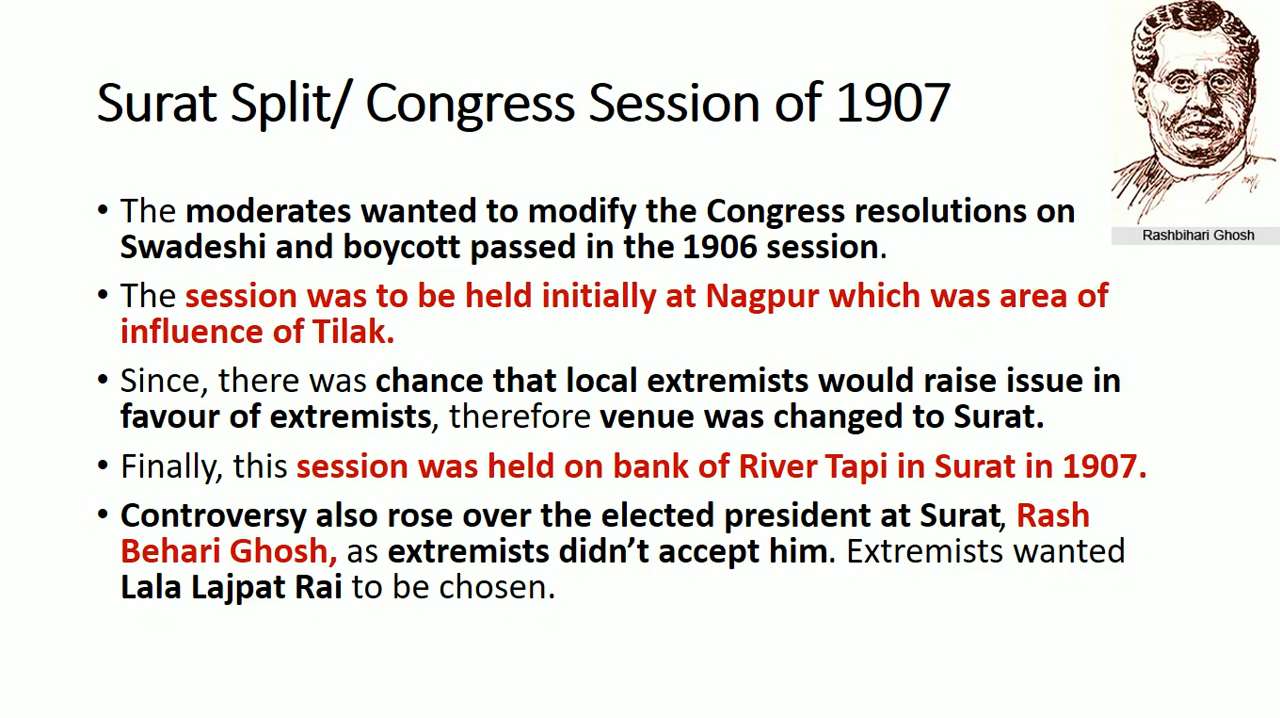 Surat Split/ Congress Session of 1907
Rashbihari Ghosh
• The moderates wanted to modify the Congress resolutions on
Swadeshi and boycott passed in the 1906 session.
• The session was to be held initially at Nagpur which was area of
influence of Tilak.
• Since, there was chance that local extremists would raise issue in
favour of extremists, therefore venue was changed to Surat.
• Finally, this session was held on bank of River Tapi in Surat in 1907.
• Controversy also rose over the elected president at Surat, Rash
Behari Ghosh, as extremists didn’t accept him. Extremists wanted
Lala Lajpat Rai to be chosen.